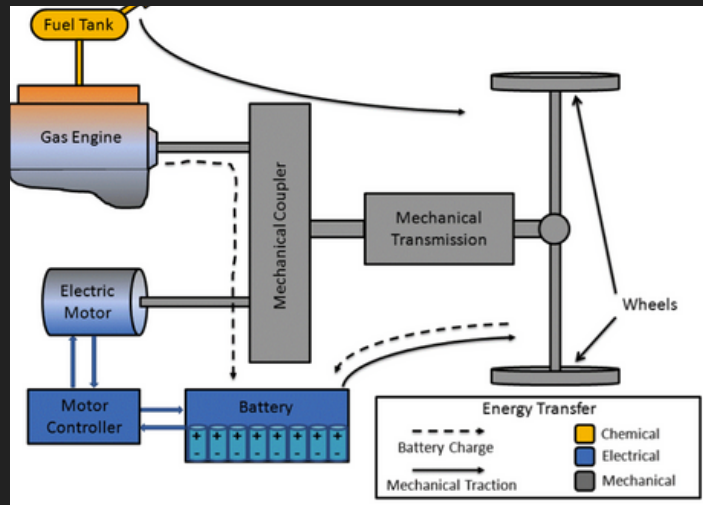 Fuel Tank
Gas Engine
Mechanical Coupler
Mechanical
Transmission
Electric
Motor
Wheels
Motor
Controller
Battery
+ + + + + + + +
- - - - - - - -
Energy Transfer
Battery Charge
Mechanical Traction
Chemical
Electrical
Mechanical